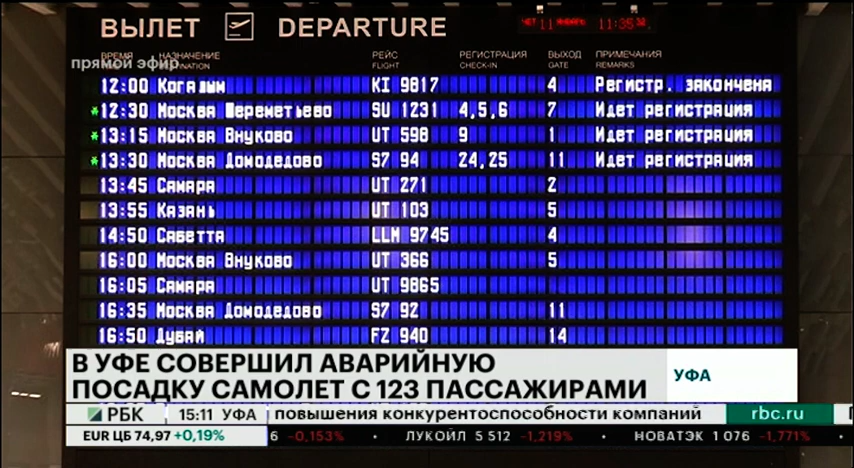 ВЫЛЕТ DEPARTURE ЧЕТ 11 ЯНВАРЬ 11:35
прямой эфир
ВРЕМЯ НАЗНАЧЕНИЕ РЕЙС РЕГИСТРАЦИЯ ВЫХОД ПРИМЕЧАНИЯ
FLIGHT CHECK-IN GATE REMARKS
12:00 Когалым KI 9817 4 Регистр. закончена
* 12:30 Москва Шереметьево SU 1231 4,5,6 7 Идет регистрация
* 13:15 Москва Внуково UT 598 9 1 Идет регистрация
* 13:30 Москва Домодедово S7 94 24,25 11 Идет регистрация
13:45 Самара UT 271 2
13:55 Казань UT 103 5
14:50 Сабетта LLM 9745 4
16:00 Москва Внуково UT 366 5
16:05 Самара UT 9865
16:35 Москва Домодедово S7 92 11
16:50 Дубай FZ 940 14
В УФЕ СОВЕРШИЛ АВАРИЙНУЮ
ПОСАДКУ САМОЛЕТ С 123 ПАССАЖИРАМИ
УФА
РБК 15:11 УФА повышения конкурентоспособности компаний rbc.ru
EUR ЦБ 74,97 +0,19% 6 -0,153% • ЛУКОЙЛ 5 512 -1,219% • НОВАТЭК 1 076 -1,771%